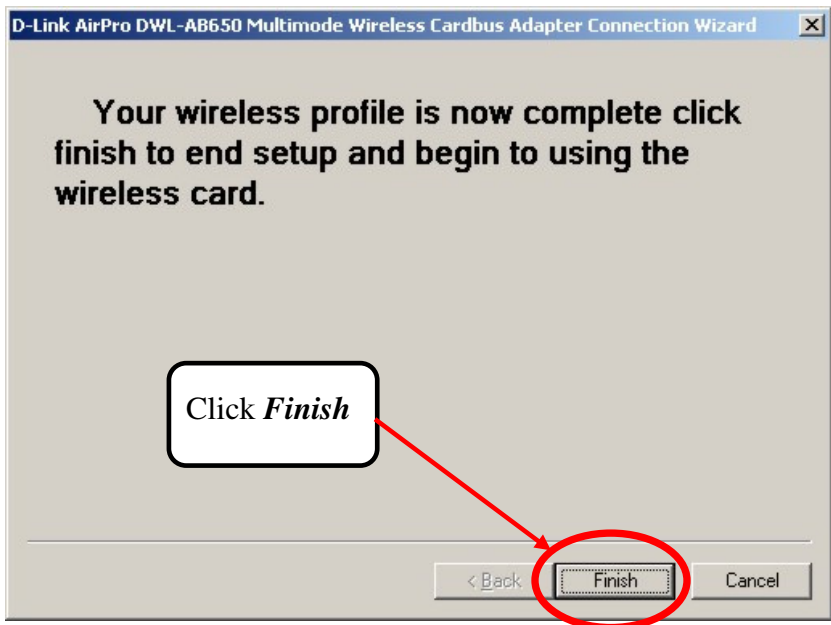 D-Link AirPro DWL-AB650 Multimode Wireless Cardbus Adapter Connection Wizard
Your wireless profile is now complete click
finish to end setup and begin to using the
wireless card.
Click Finish
< Back
Finish
Cancel